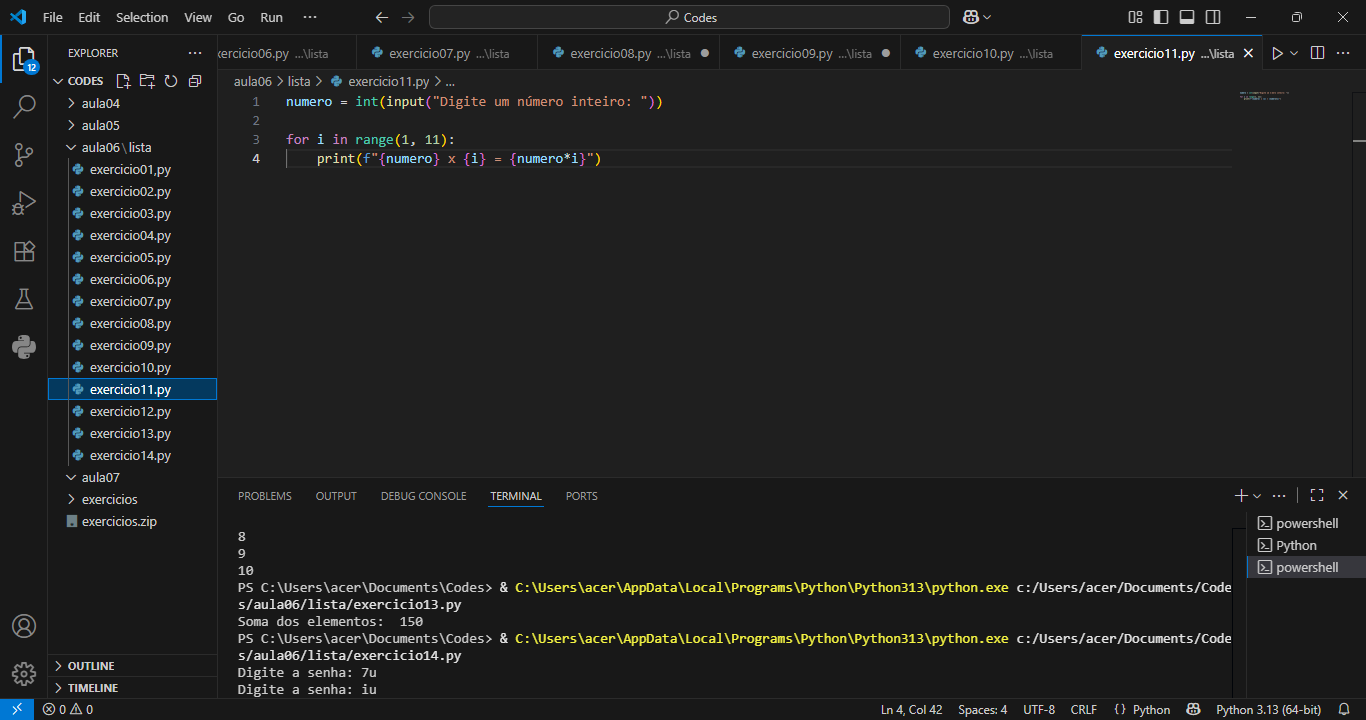 File Edit Selection View Go Run ··· Codes
EXPLORER ···
exercicio06.py ...\lista exercicio07.py ...\lista exercicio08.py ...\lista exercicio09.py ...\lista exercicio10.py ...\lista exercicio11.py ...\lista
CODES
aula04
aula05
aula06\lista
exercicio01,py
exercicio02.py
exercicio03.py
exercicio04.py
exercicio05.py
exercicio06.py
exercicio07.py
exercicio08.py
exercicio09.py
exercicio10.py
exercicio11.py
exercicio12.py
exercicio13.py
exercicio14.py
aula07
exercicios
exercicios.zip
OUTLINE
TIMELINE
12
aula06 > lista > exercicio11.py > ...
1 numero = int(input("Digite um número inteiro: "))
2
3 for i in range(1, 11):
4 print(f"{numero} x {i} = {numero*i}")
PROBLEMS OUTPUT DEBUG CONSOLE TERMINAL PORTS
8
9
10
PS C:\Users\acer\Documents\Codes> & C:\Users\acer\AppData\Local\Programs\Python\Python313\python.exe c:/Users/acer/Documents/Code
s/aula06/lista/exercicio13.py
Soma dos elementos:  150
PS C:\Users\acer\Documents\Codes> & C:\Users\acer\AppData\Local\Programs\Python\Python313\python.exe c:/Users/acer/Documents/Code
s/aula06/lista/exercicio14.py
Digite a senha: 7u
Digite a senha: iu
powershell
Python
powershell
0 0 Ln 4, Col 42 Spaces: 4 UTF-8 CRLF {} Python Python 3.13 (64-bit)